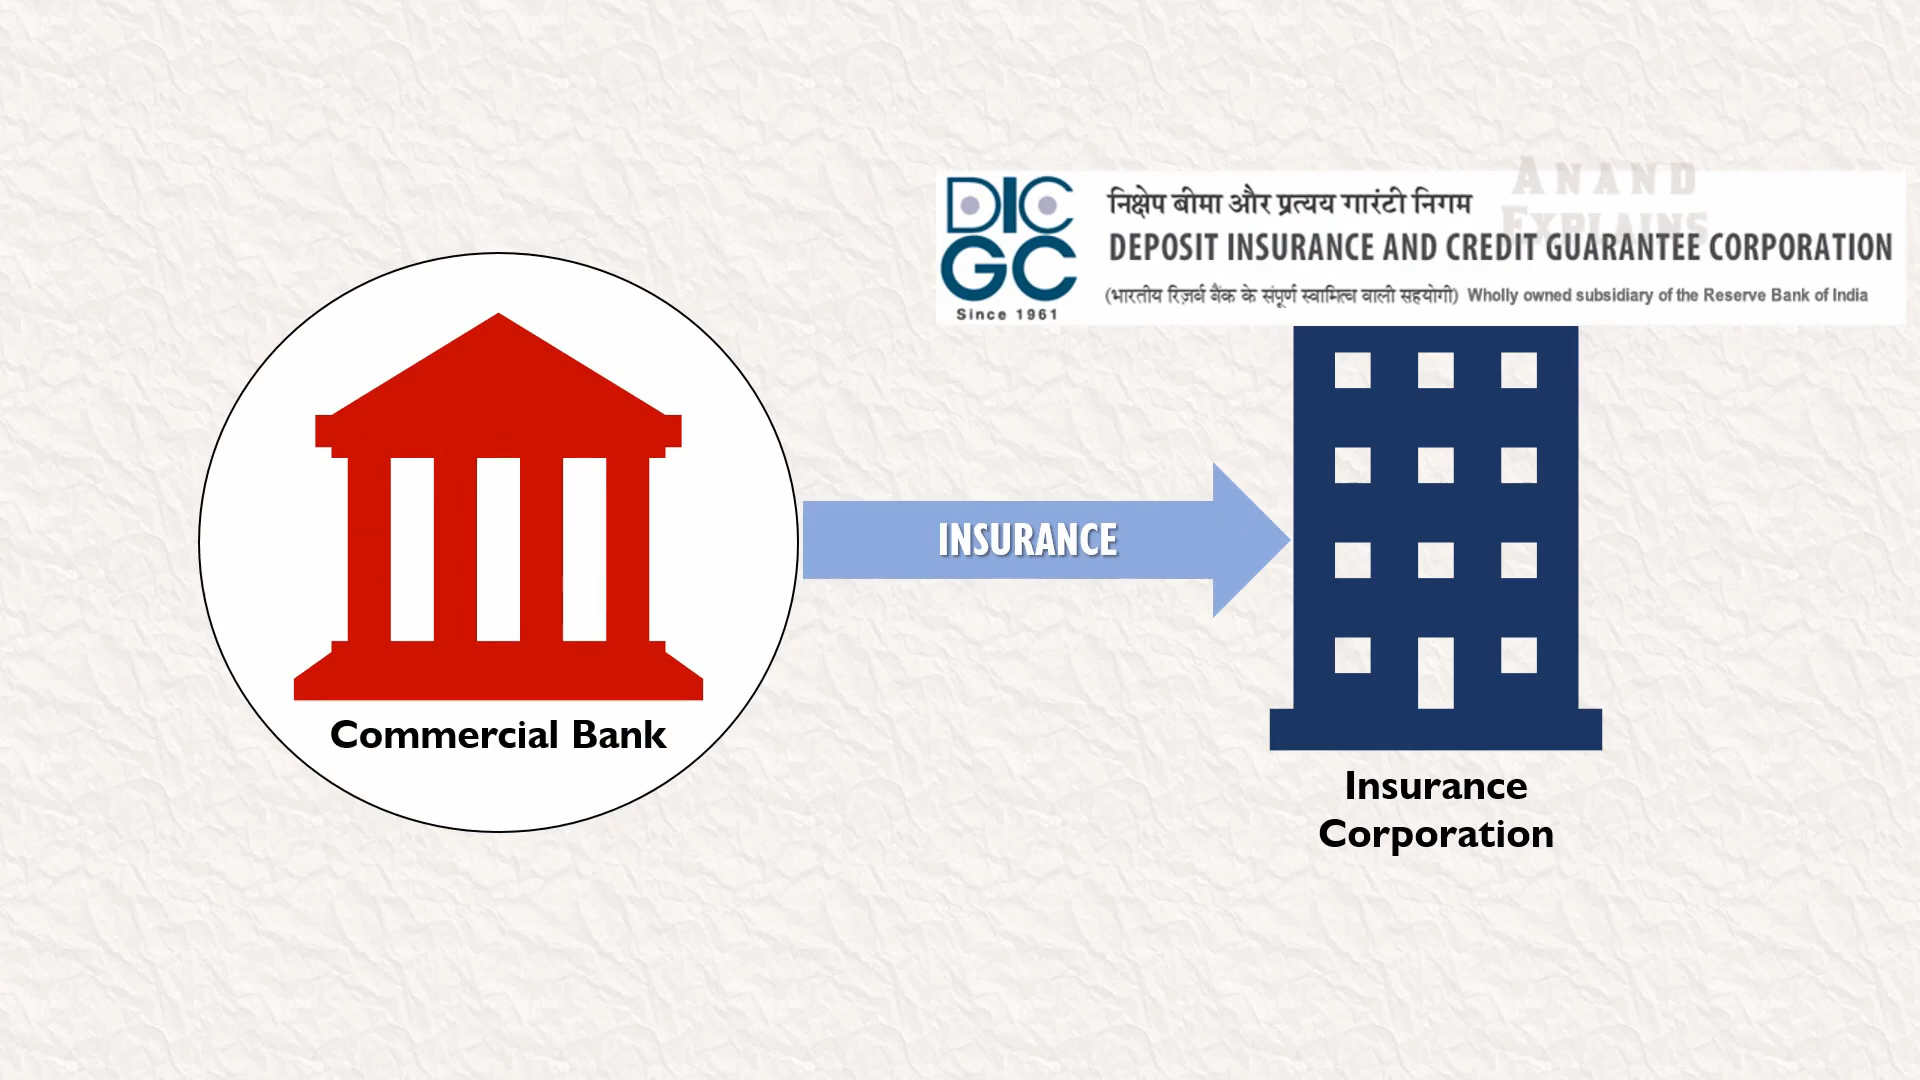 ANAND
EXPLAINS
DIC
GC
Since 1961
निक्षेप बीमा और प्रत्यय गारंटी निगम
DEPOSIT INSURANCE AND CREDIT GUARANTEE CORPORATION
(भारतीय रिज़र्व बैंक के संपूर्ण स्वामित्व वाली सहयोगी) Wholly owned subsidiary of the Reserve Bank of India
INSURANCE
Commercial Bank
Insurance
Corporation